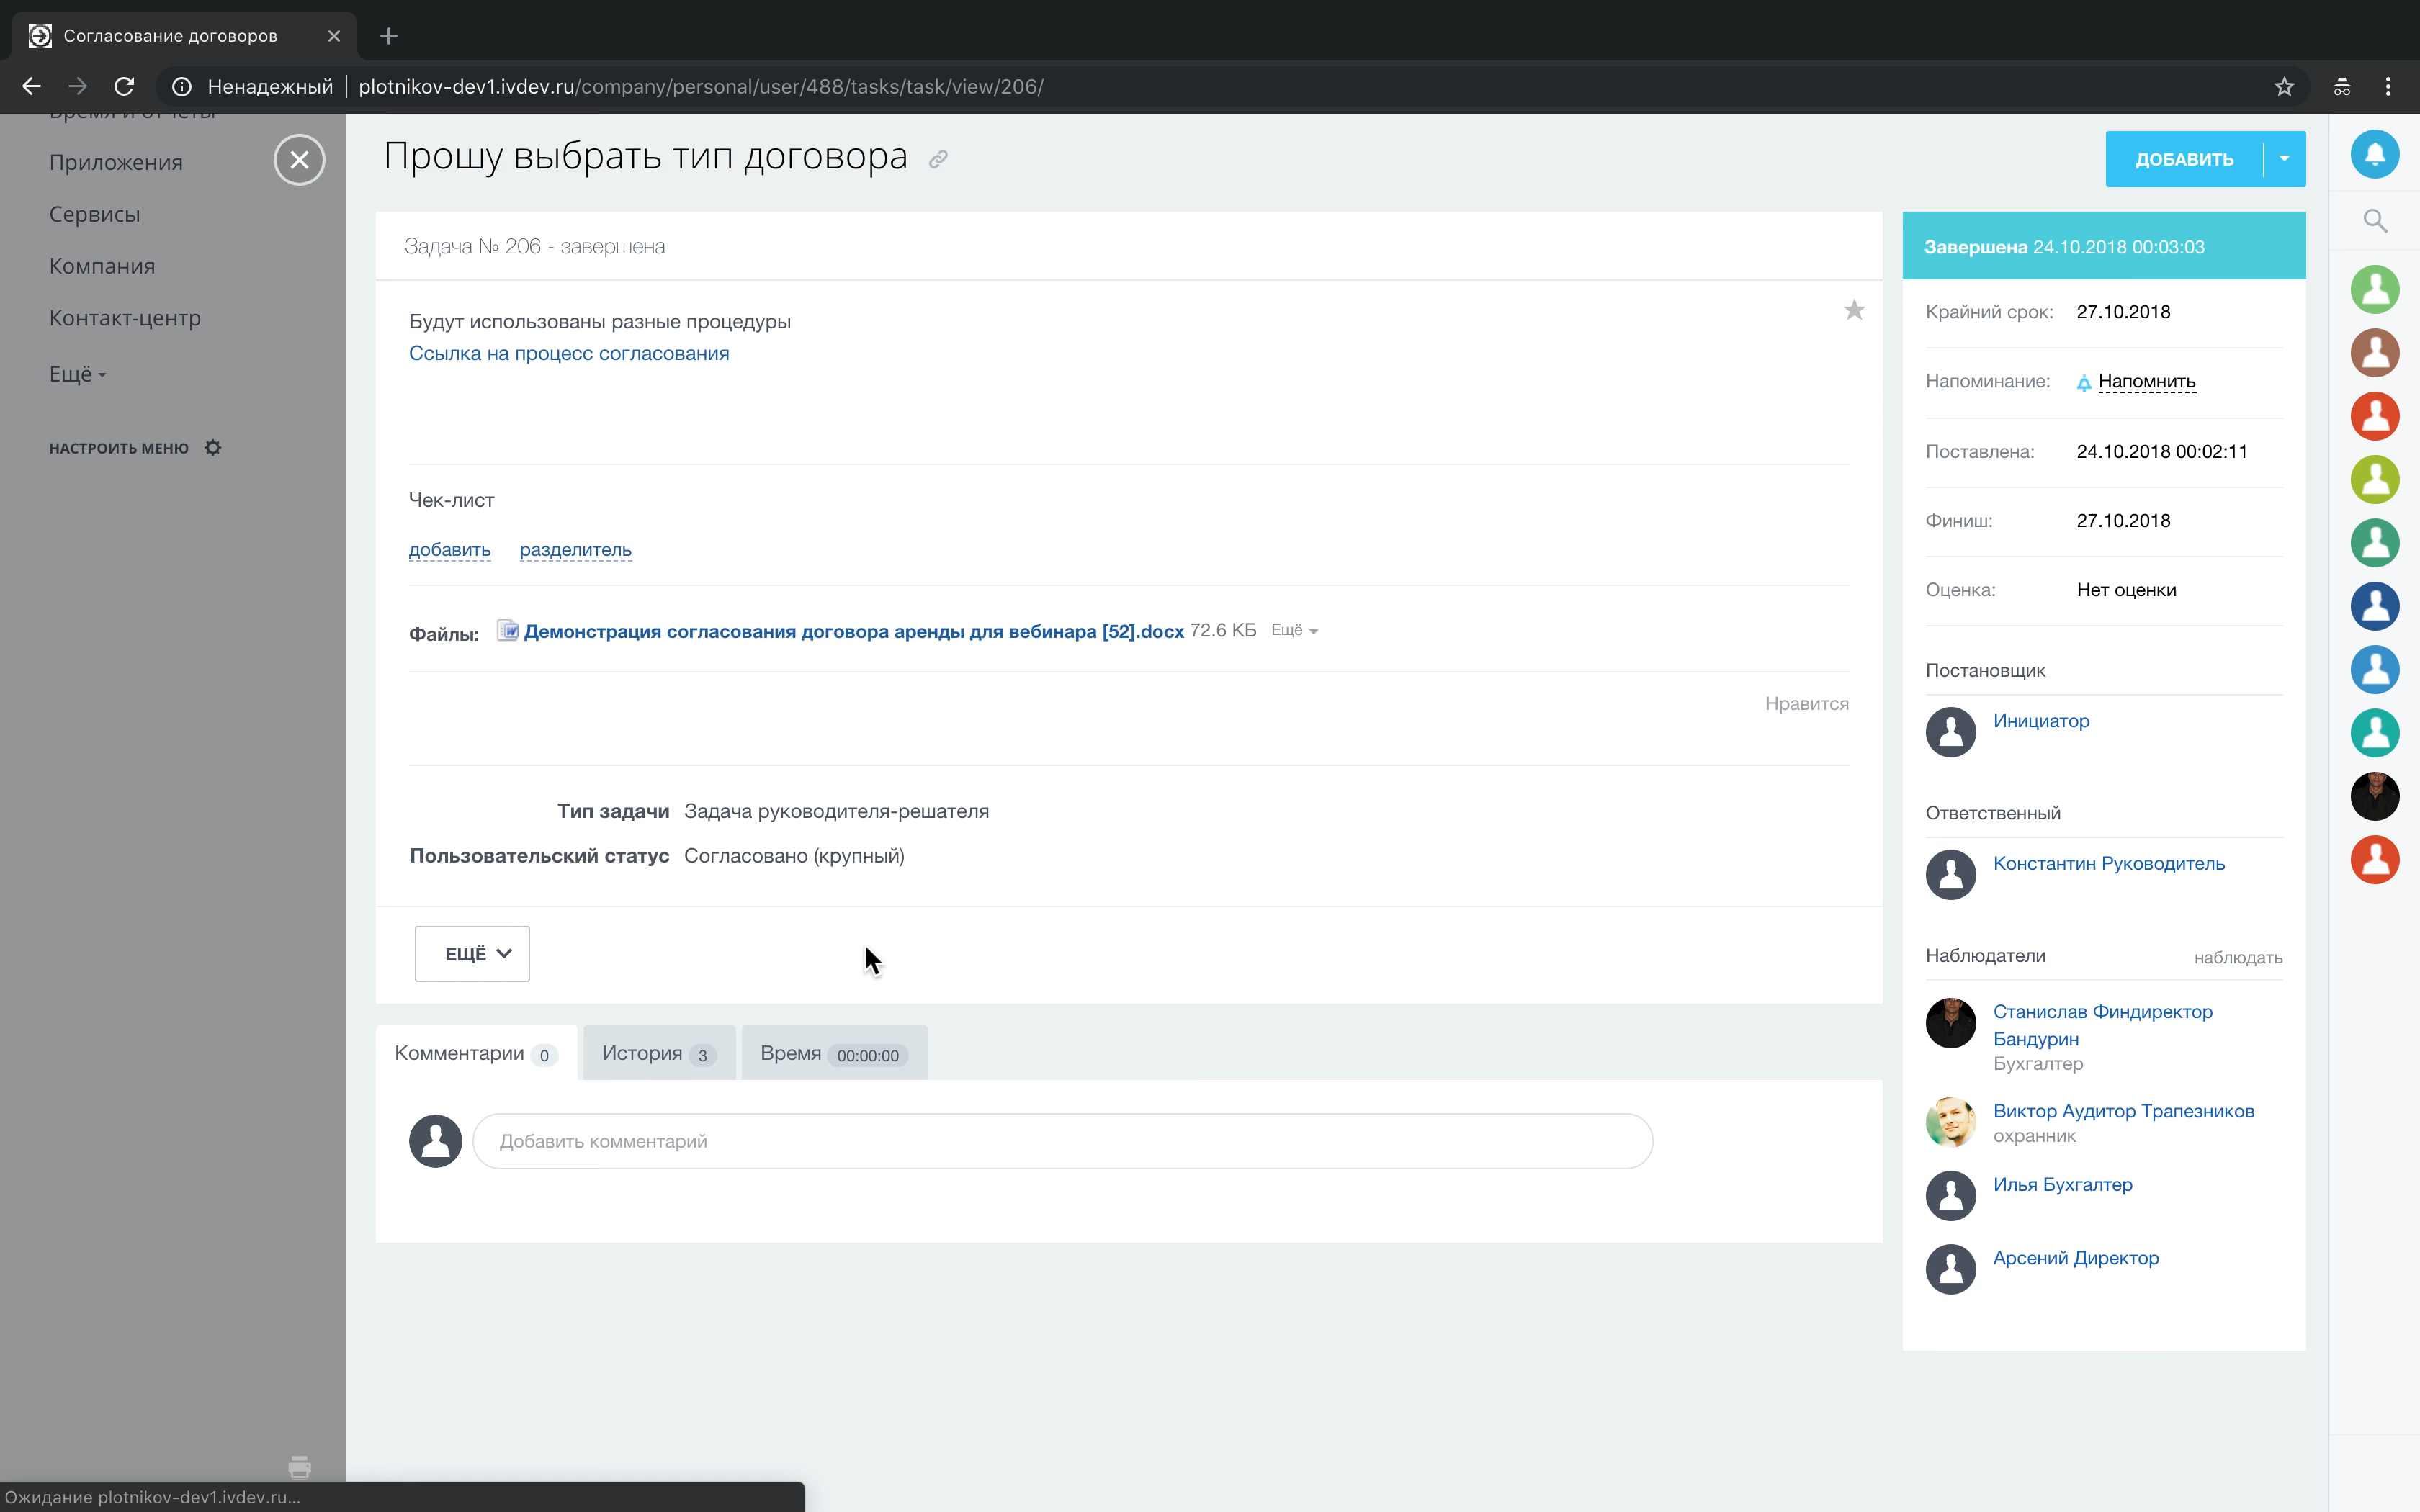 Согласование договоров
Ненадежный
plotnikov-dev1.ivdev.ru/company/personal/user/488/tasks/task/view/206/
Время и отчеты
Приложения
Сервисы
Компания
Контакт-центр
Ещё
НАСТРОИТЬ МЕНЮ
Прошу выбрать тип договора
ДОБАВИТЬ
Задача № 206 - завершена
Будут использованы разные процедуры
Ссылка на процесс согласования
Чек-лист
добавить разделитель
Файлы: Демонстрация согласования договора аренды для вебинара [52].docx 72.6 КБ Ещё
Нравится
Тип задачи Задача руководителя-решателя
Пользовательский статус Согласовано (крупный)
ЕЩЁ
Комментарии 0 История 3 Время 00:00:00
Добавить комментарий
Завершена 24.10.2018 00:03:03
Крайний срок: 27.10.2018
Напоминание: Напомнить
Поставлена: 24.10.2018 00:02:11
Финиш: 27.10.2018
Оценка: Нет оценки
Постановщик
Инициатор
Ответственный
Константин Руководитель
Наблюдатели наблюдать
Станислав Финдиректор
Бандурин
Бухгалтер
Виктор Аудитор Трапезников
охранник
Илья Бухгалтер
Арсений Директор
Ожидание plotnikov-dev1.ivdev.ru...